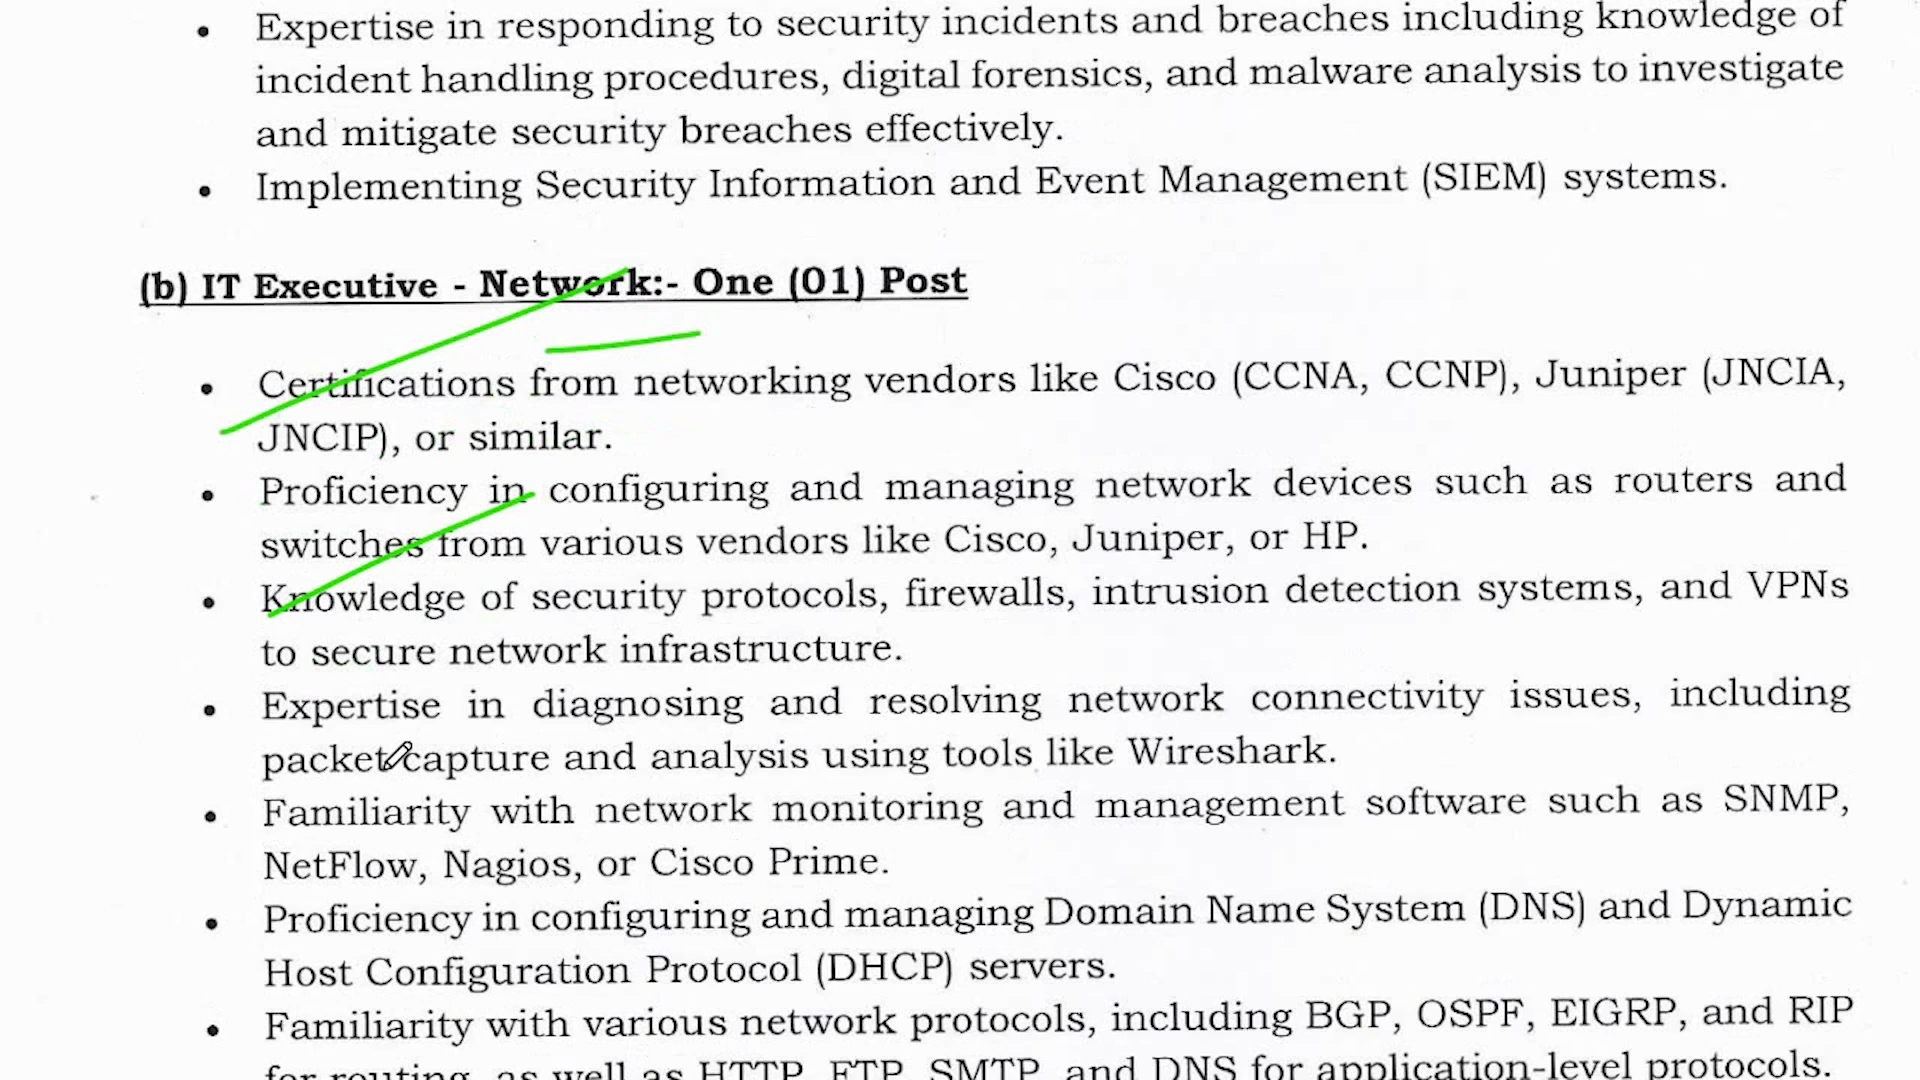 • Expertise in responding to security incidents and breaches including knowledge of
incident handling procedures, digital forensics, and malware analysis to investigate
and mitigate security breaches effectively.
• Implementing Security Information and Event Management (SIEM) systems.
(b) IT Executive - Network:- One (01) Post
• Certifications from networking vendors like Cisco (CCNA, CCNP), Juniper (JNCIA,
JNCIP), or similar.
• Proficiency in configuring and managing network devices such as routers and
switches from various vendors like Cisco, Juniper, or HP.
• Knowledge of security protocols, firewalls, intrusion detection systems, and VPNs
to secure network infrastructure.
• Expertise in diagnosing and resolving network connectivity issues, including
packet capture and analysis using tools like Wireshark.
• Familiarity with network monitoring and management software such as SNMP,
NetFlow, Nagios, or Cisco Prime.
• Proficiency in configuring and managing Domain Name System (DNS) and Dynamic
Host Configuration Protocol (DHCP) servers.
• Familiarity with various network protocols, including BGP, OSPF, EIGRP, and RIP
for routing, as well as HTTP, FTP, SMTP, and DNS for application-level protocols.